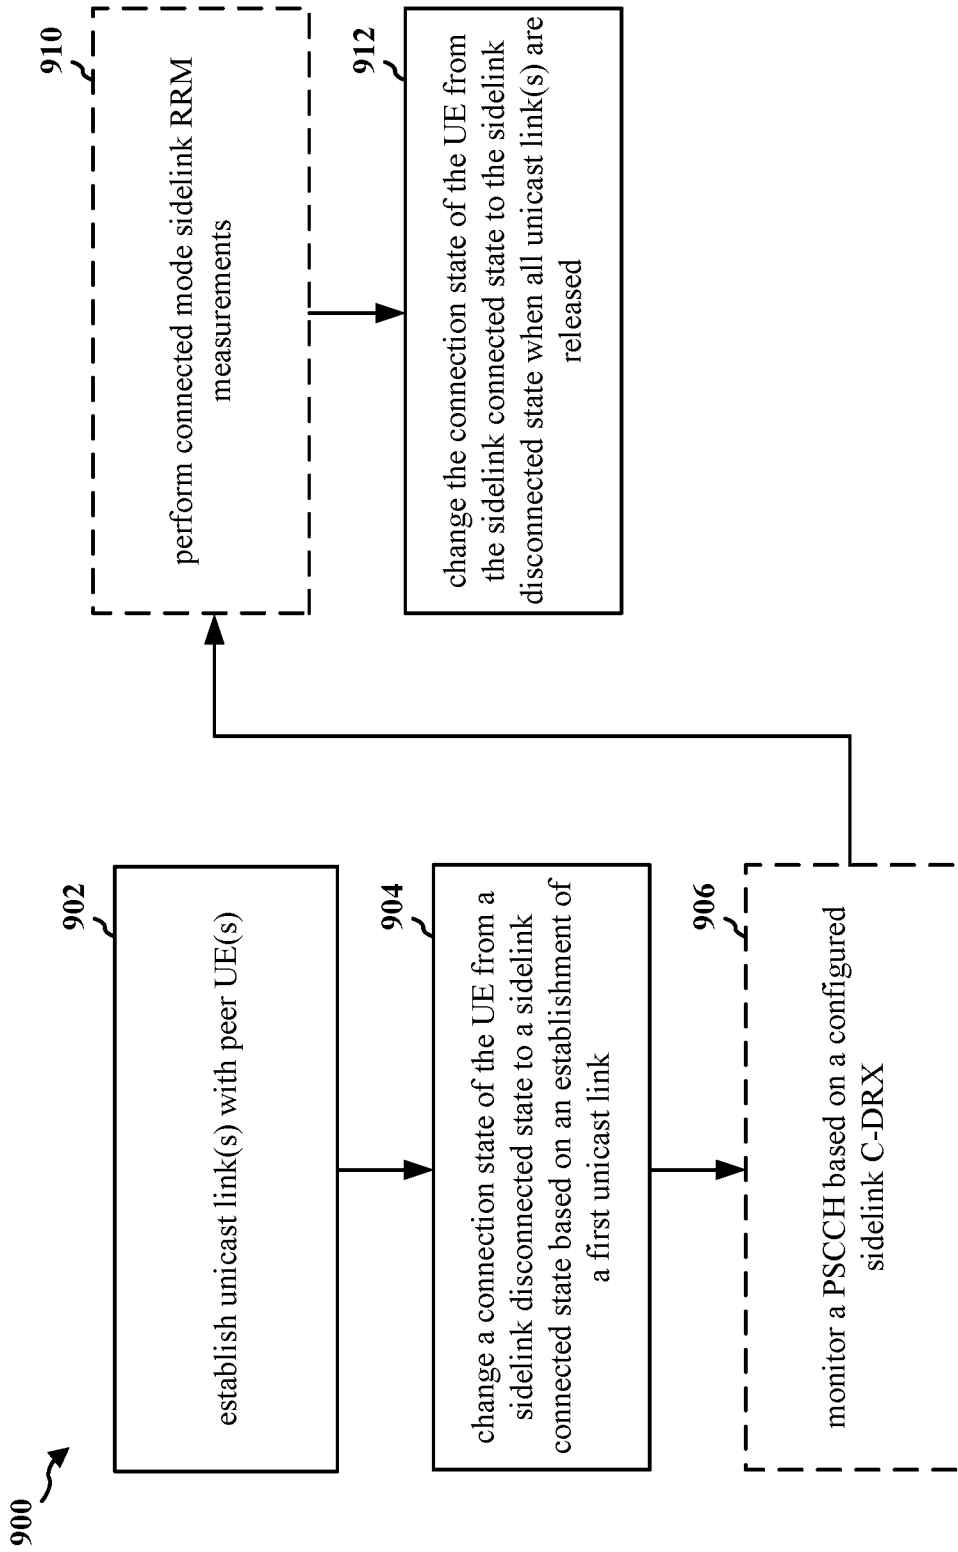 900
902
establish unicast link(s) with peer UE(s)
904
change a connection state of the UE from a
sidelink disconnected state to a sidelink
connected state based on an establishment of
a first unicast link
906
monitor a PSCCH based on a configured
sidelink C-DRX
910
perform connected mode sidelink RRM
measurements
912
change the connection state of the UE from
the sidelink connected state to the sidelink
disconnected state when all unicast link(s) are
released